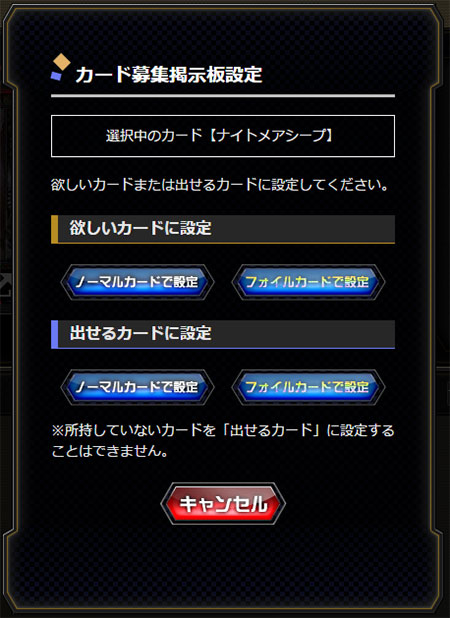 カード募集掲示板設定
選択中のカード【ナイトメアシープ】
欲しいカードまたは出せるカードに設定してください。
欲しいカードに設定
ノーマルカードで設定 フォイルカードで設定
出せるカードに設定
ノーマルカードで設定 フォイルカードで設定
※所持していないカードを「出せるカード」に設定する
ことはできません。
キャンセル